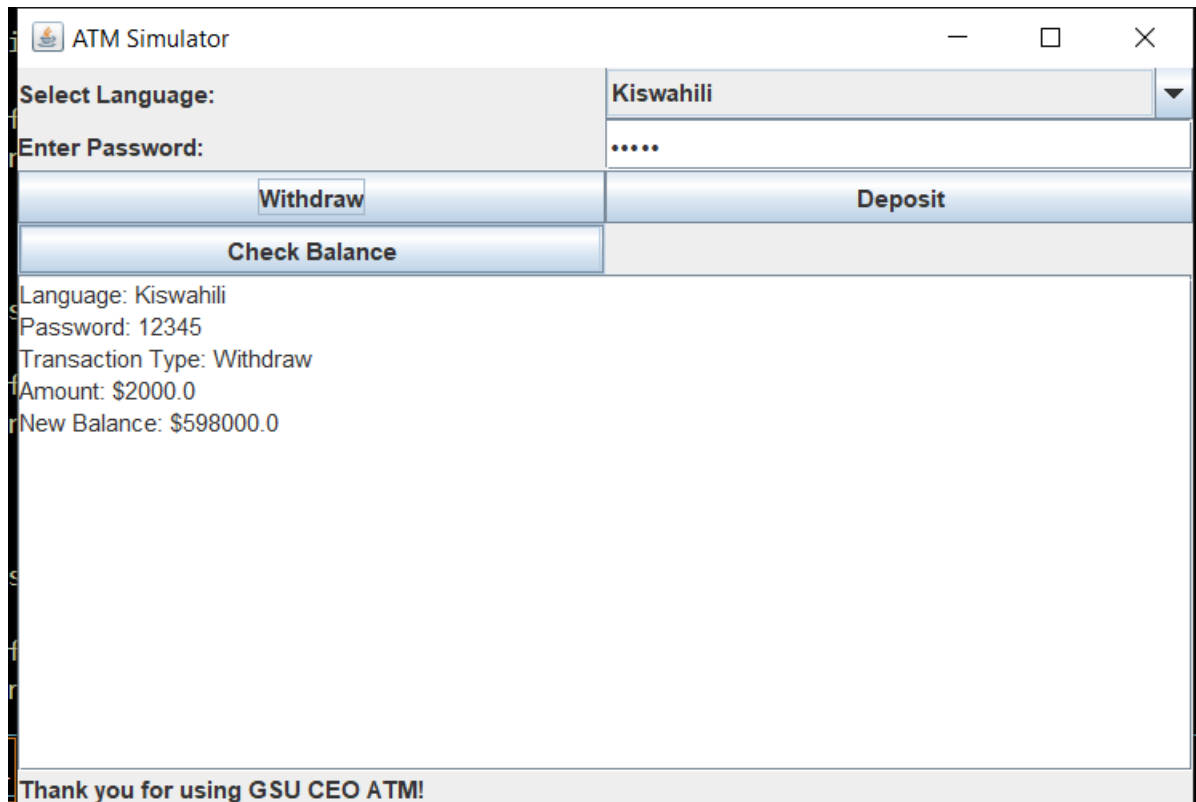 ATM Simulator
Select Language: Kiswahili
Enter Password: •••••
Withdraw Deposit
Check Balance
Language: Kiswahili
Password: 12345
Transaction Type: Withdraw
Amount: $2000.0
New Balance: $598000.0
Thank you for using GSU CEO ATM!